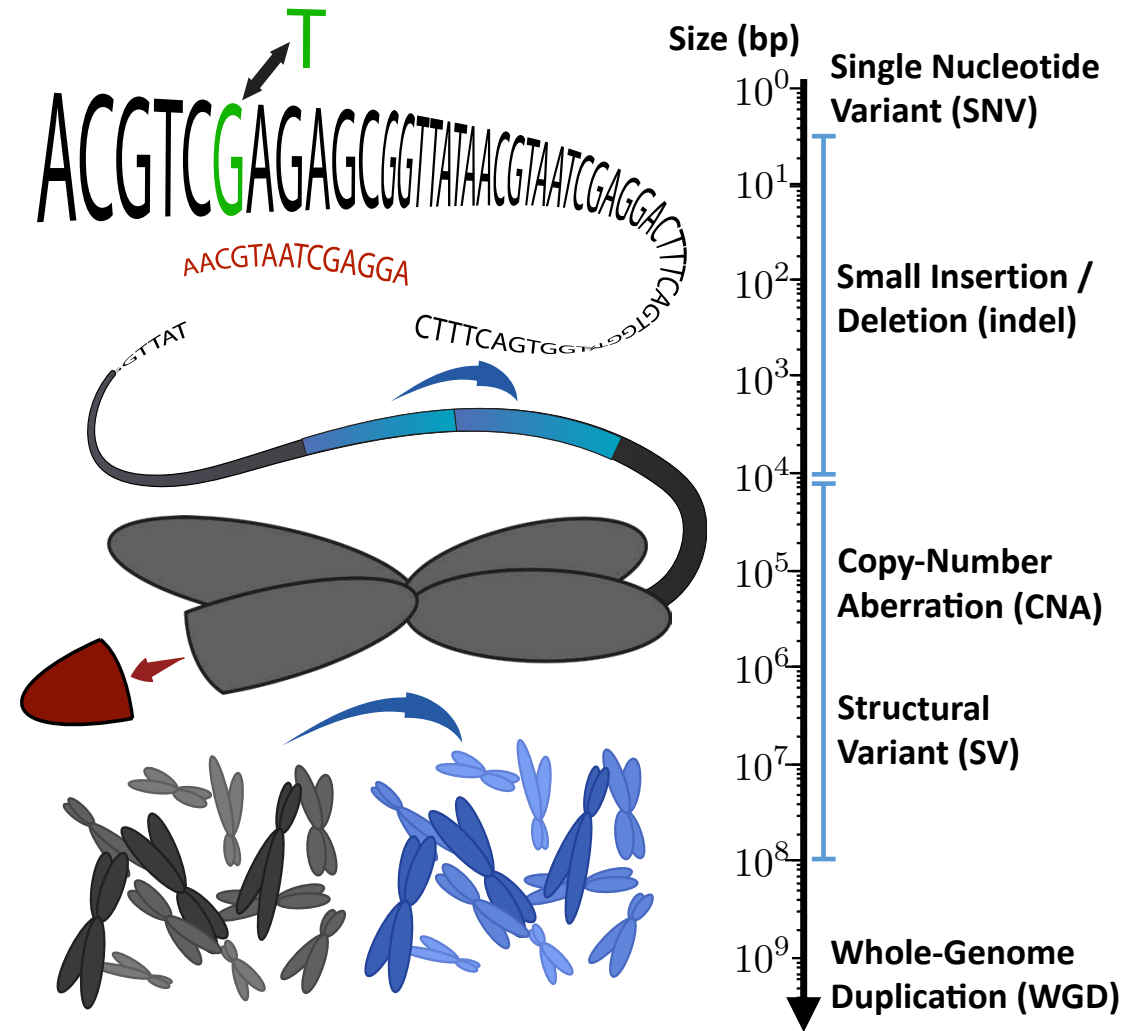 T
ACGTCGAGAGCGGTTATAACGTAATCGAGGACTTTCAGTGG
AACGTAATCGAGGA
GTTAT
CTTTCAGTGG
Size (bp)
10^0
Single Nucleotide
Variant (SNV)
10^1
10^2
Small Insertion /
Deletion (indel)
10^3
10^4
10^5
Copy-Number
Aberration (CNA)
10^6
Structural
Variant (SV)
10^7
10^8
10^9
Whole-Genome
Duplication (WGD)